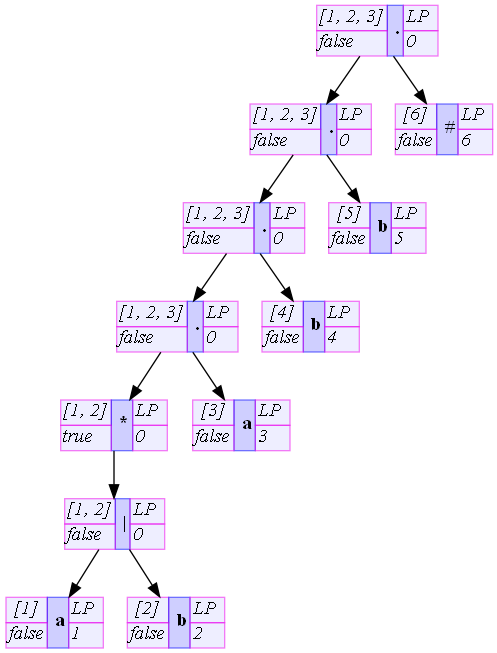 [1, 2, 3] . LP
false 0
[1, 2, 3] . LP [6] # LP
false 0 false 6
[1, 2, 3] . LP [5] b LP
false 0 false 5
[1, 2, 3] . LP [4] b LP
false 0 false 4
[1, 2] * LP [3] a LP
true 0 false 3
[1, 2] | LP
false 0
[1] a LP [2] b LP
false 1 false 2